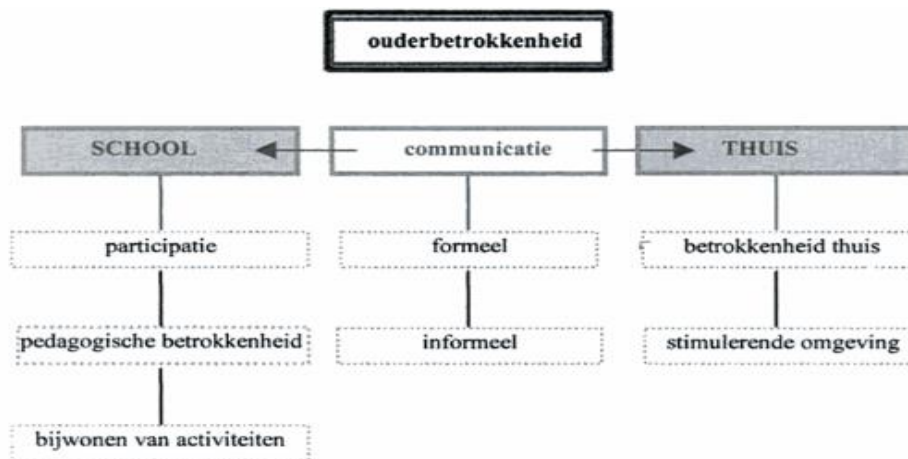 ouderbetrokkenheid
SCHOOL
communicatie
THUIS
participatie
formeel
betrokkenheid thuis
pedagogische betrokkenheid
informeel
stimulerende omgeving
bijwonen van activiteiten